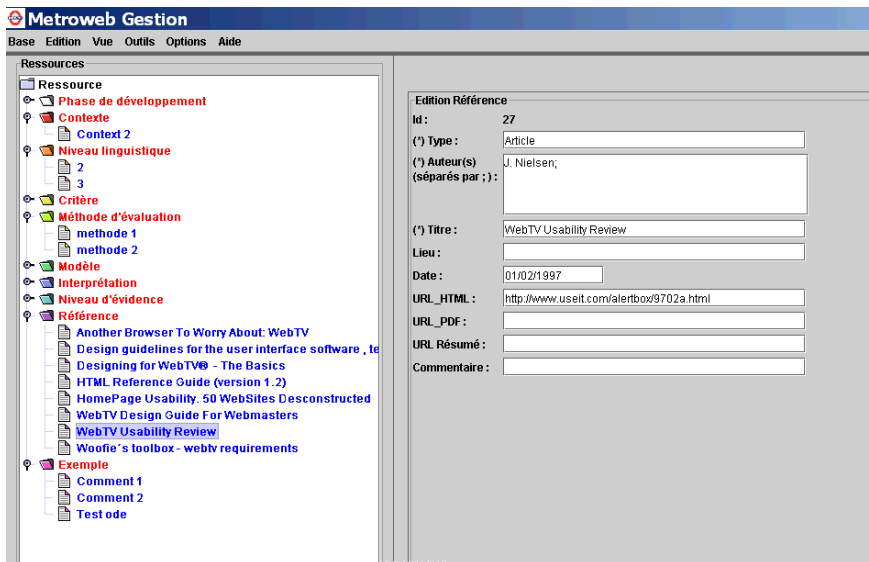 Metroweb Gestion
Base Edition Vue Outils Options Aide
Ressources
Ressource
Phase de développement
Contexte
Context 2
Niveau linguistique
2
3
Critère
Méthode d'évaluation
methode 1
methode 2
Modèle
Interprétation
Niveau d'évidence
Référence
Another Browser To Worry About: WebTV
Design guidelines for the user interface software , te
Designing for WebTV® - The Basics
HTML Reference Guide (version 1.2)
HomePage Usability. 50 WebSites Desconstructed
WebTV Design Guide For Webmasters
WebTV Usability Review
Woofie´s toolbox - webtv requirements
Exemple
Comment 1
Comment 2
Test ode
Edition Référence
Id : 27
(*) Type : Article
(*) Auteur(s) J. Nielsen;
(séparés par ; ) :
(*) Titre : WebTV Usability Review
Lieu :
Date : 01/02/1997
URL_HTML : http://www.useit.com/alertbox/9702a.html
URL_PDF :
URL Résumé :
Commentaire :